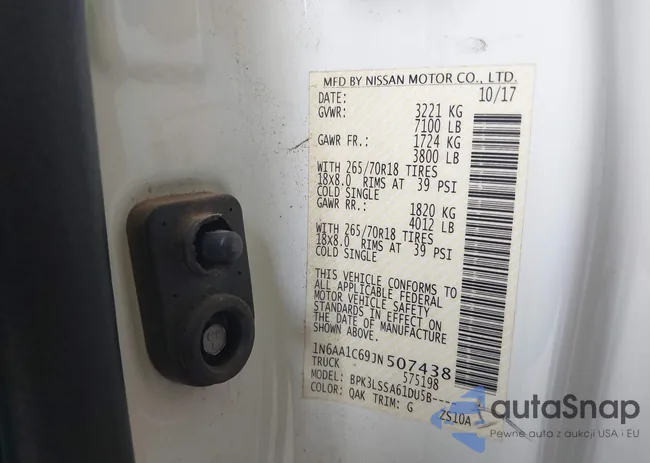 MFD BY NISSAN MOTOR CO., LTD.
DATE: 10/17
GVWR: 3221 KG
7100 LB
GAWR FR.: 1724 KG
3800 LB
WITH 265/70R18 TIRES
18X8.0 RIMS AT 39 PSI
COLD SINGLE
GAWR RR.: 1820 KG
4012 LB
WITH 265/70R18 TIRES
18X8.0 RIMS AT 39 PSI
COLD SINGLE
THIS VEHICLE CONFORMS TO
ALL APPLICABLE FEDERAL
MOTOR VEHICLE SAFETY
STANDARDS IN EFFECT ON
THE DATE OF MANUFACTURE
SHOWN ABOVE.
1N6AA1C69JN507438
TRUCK 575198
MODEL: BPK3LSSA61DU5B-----
COLOR: QAK TRIM: G ZS10A
autaSnap
Pewne auta z aukcji USA i EU